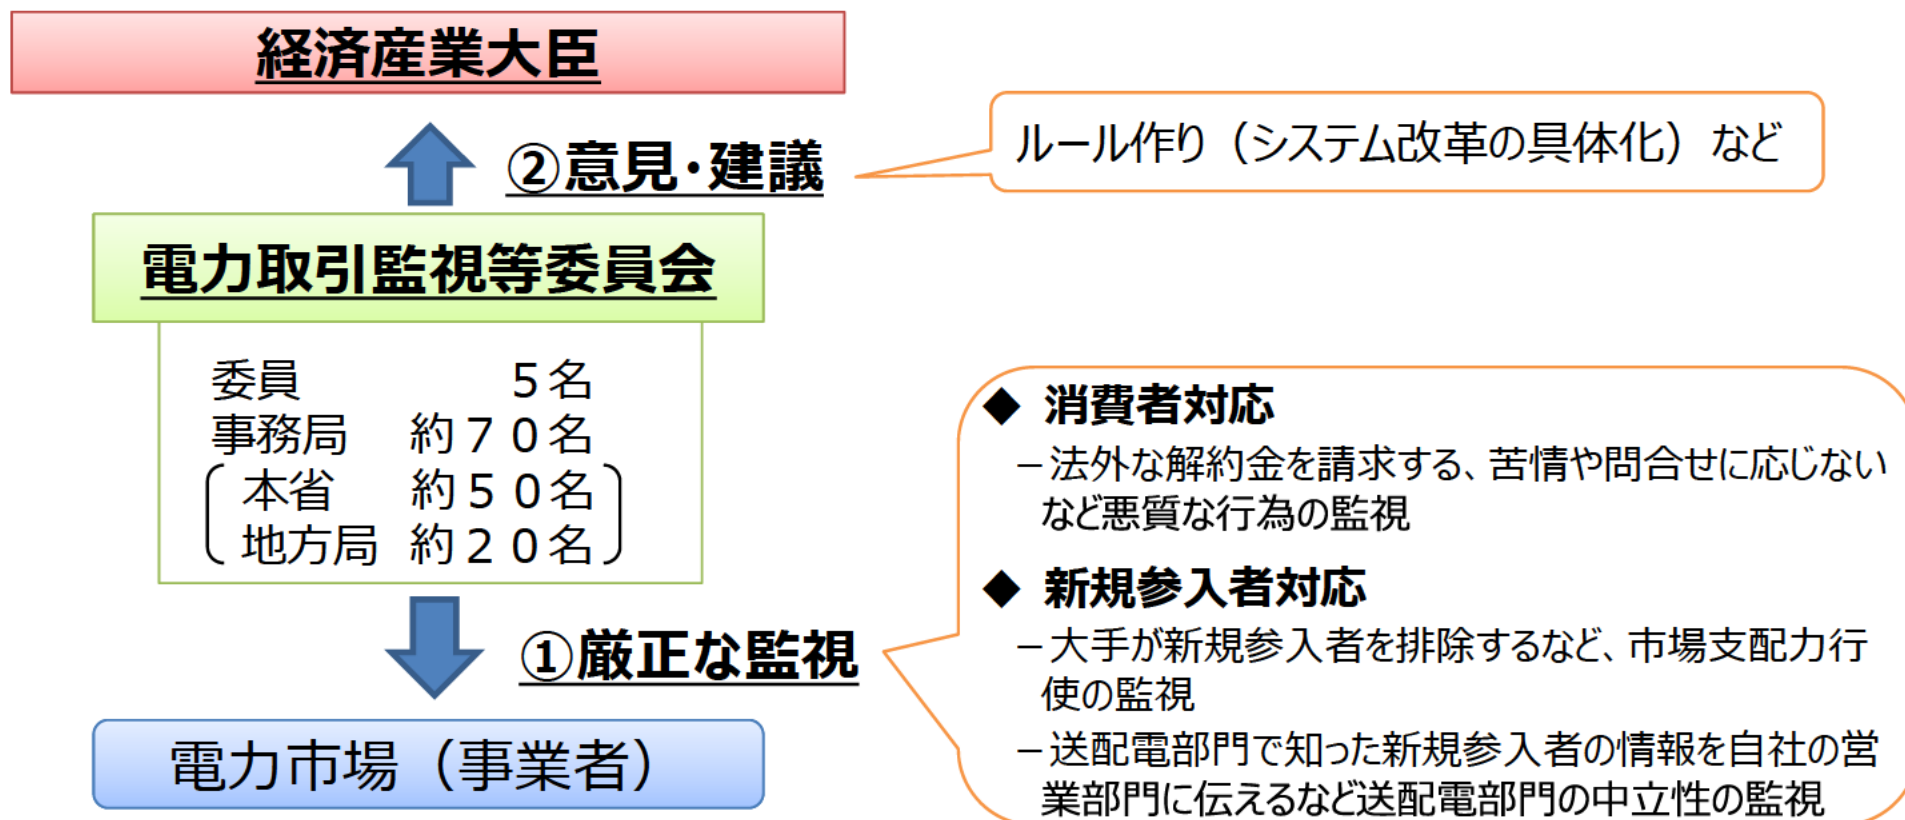 経済産業大臣
②意見・建議
ルール作り（システム改革の具体化）など
電力取引監視等委員会
委員 5名
事務局 約70名
本省 約50名
地方局 約20名
①厳正な監視
電力市場（事業者）
◆ 消費者対応
－法外な解約金を請求する、苦情や問合せに応じない
など悪質な行為の監視
◆ 新規参入者対応
－大手が新規参入者を排除するなど、市場支配力行
使の監視
－送配電部門で知った新規参入者の情報を自社の営
業部門に伝えるなど送配電部門の中立性の監視